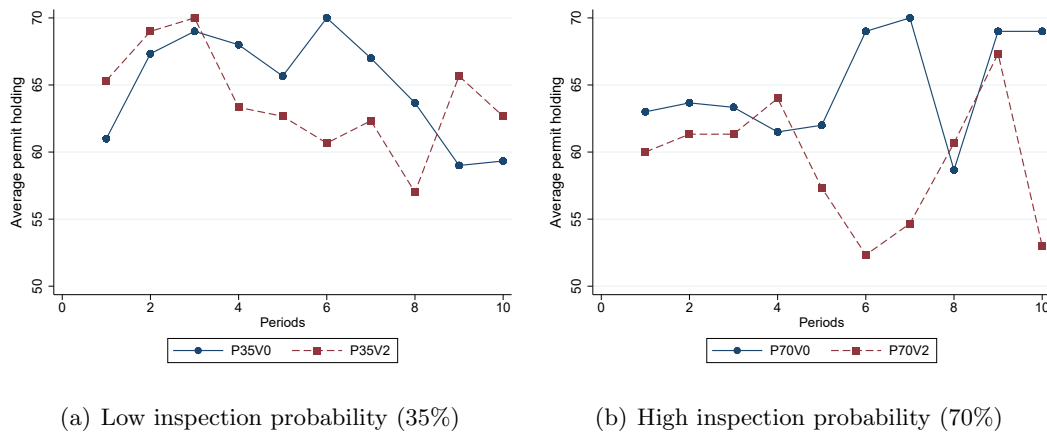 70
65
60
55
50
Average permit holding
0 2 4 6 8 10
Periods
P35V0 P35V2
(a) Low inspection probability (35%)
70
65
60
55
50
Average permit holding
0 2 4 6 8 10
Periods
P70V0 P70V2
(b) High inspection probability (70%)